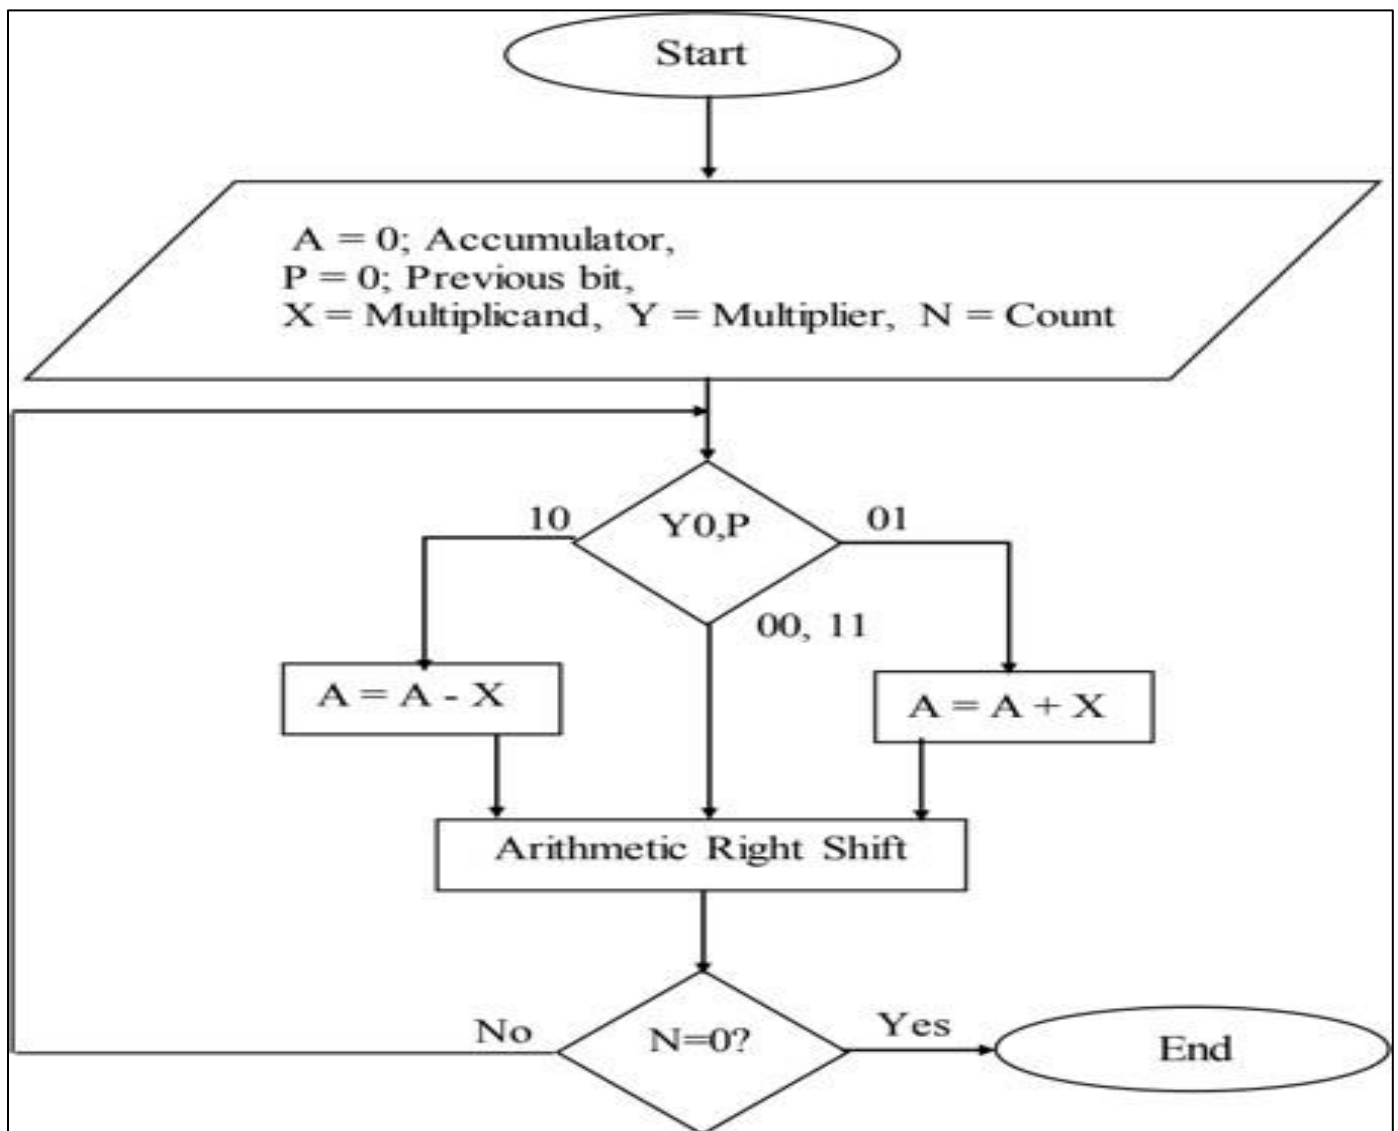 Start
A = 0; Accumulator,
P = 0; Previous bit,
X = Multiplicand, Y = Multiplier, N = Count
10
Y0,P
01
00, 11
A = A - X
A = A + X
Arithmetic Right Shift
No
N=0?
Yes
End